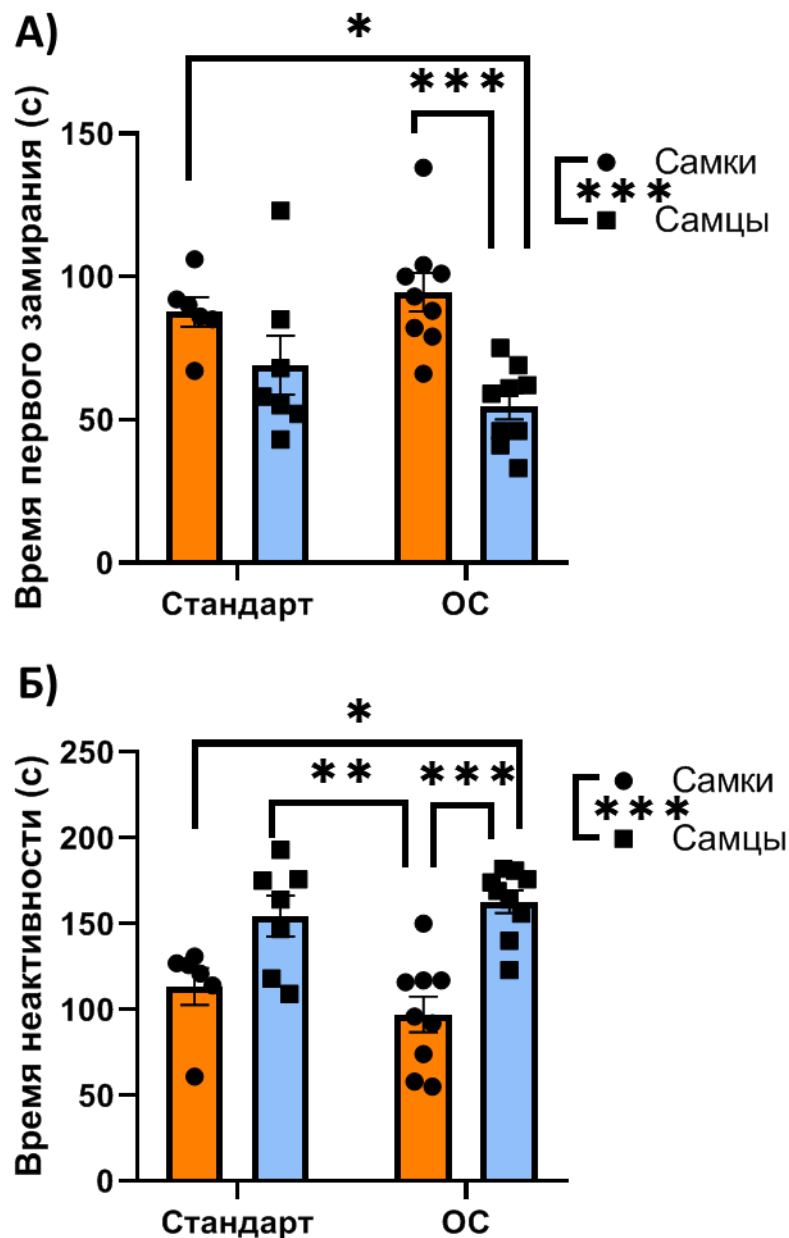 А)
*
***
Время первого замирания (с)
150
100
50
0
Самки
***
Самцы
Стандарт
ОС
Б)
*
** ***
Время неактивности (с)
250
200
150
100
50
0
Самки
***
Самцы
Стандарт
ОС